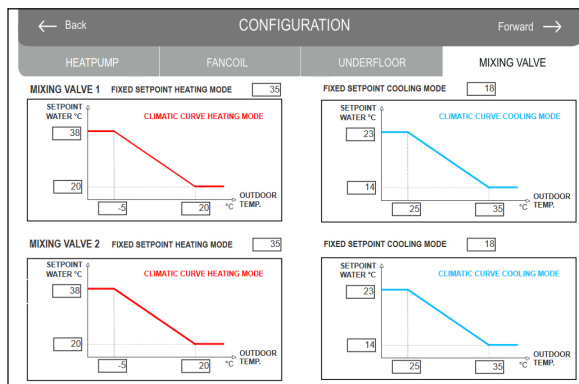 ← Back CONFIGURATION Forward →
HEATPUMP FANCOIL UNDERFLOOR MIXING VALVE
MIXING VALVE 1 FIXED SETPOINT HEATING MODE 35 FIXED SETPOINT COOLING MODE 18
SETPOINT
WATER °C
CLIMATIC CURVE HEATING MODE
38
20
-5 20 °C
OUTDOOR
TEMP.
SETPOINT
WATER °C
CLIMATIC CURVE COOLING MODE
23
14
25 35 °C
OUTDOOR
TEMP.
MIXING VALVE 2 FIXED SETPOINT HEATING MODE 35 FIXED SETPOINT COOLING MODE 18
SETPOINT
WATER °C
CLIMATIC CURVE HEATING MODE
38
20
-5 20 °C
OUTDOOR
TEMP.
SETPOINT
WATER °C
CLIMATIC CURVE COOLING MODE
23
14
25 35 °C
OUTDOOR
TEMP.